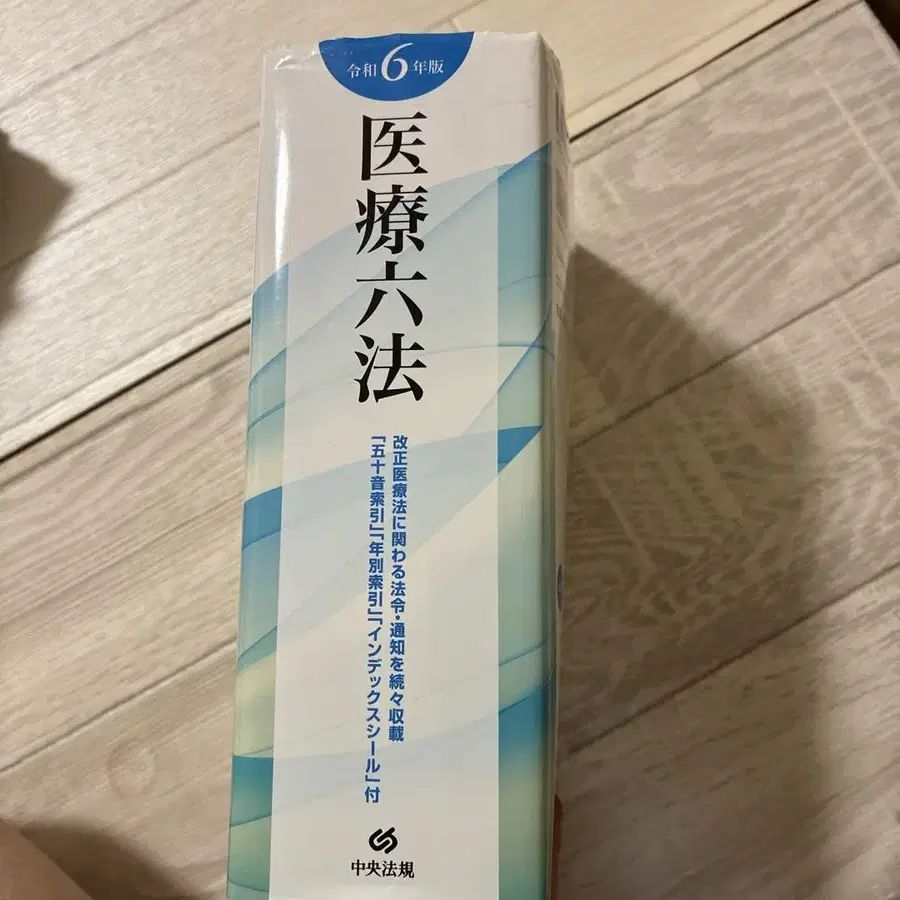 令和6年版
医療六法
改正医療法に関わる法令・通知を続々収載
「五十音索引」「年別索引」「インデックスシール」付
中央法規